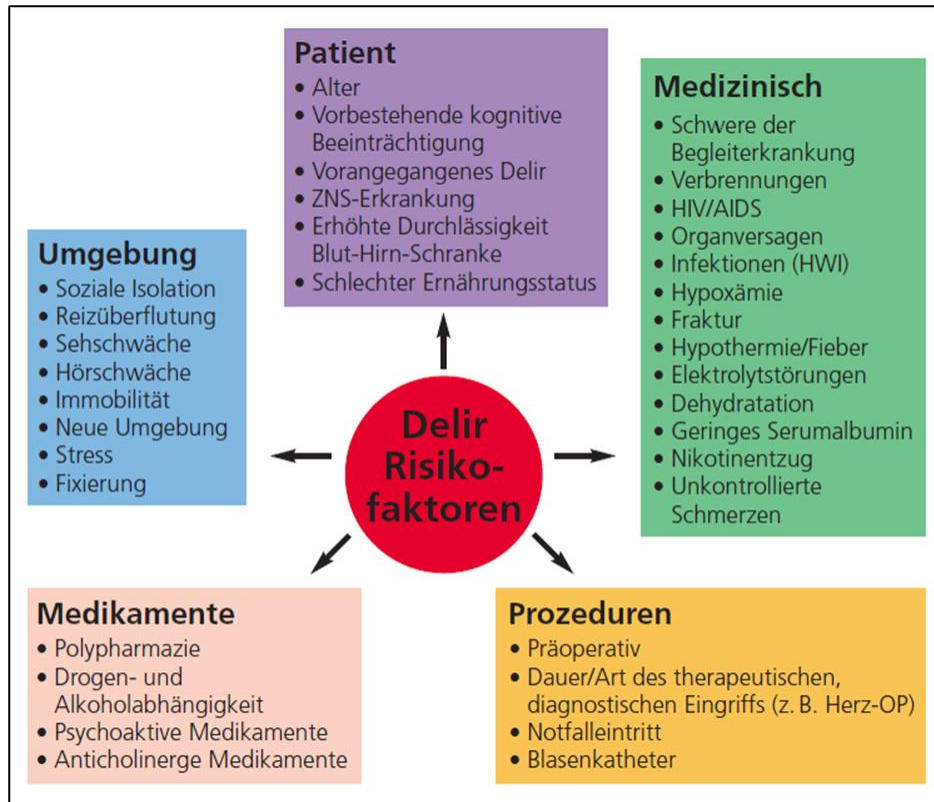 Patient
• Alter
• Vorbestehende kognitive
Beeinträchtigung
• Vorangegangenes Delir
• ZNS-Erkrankung
• Erhöhte Durchlässigkeit
Blut-Hirn-Schranke
• Schlechter Ernährungsstatus
Medizinisch
• Schwere der
Begleiterkrankung
• Verbrennungen
• HIV/AIDS
• Organversagen
• Infektionen (HWI)
• Hypoxämie
• Fraktur
• Hypothermie/Fieber
• Elektrolytstörungen
• Dehydratation
• Geringes Serumalbumin
• Nikotinentzug
• Unkontrollierte
Schmerzen
Umgebung
• Soziale Isolation
• Reizüberflutung
• Sehschwäche
• Hörschwäche
• Immobilität
• Neue Umgebung
• Stress
• Fixierung
Delir
Risiko-
faktoren
Medikamente
• Polypharmazie
• Drogen- und
Alkoholabhängigkeit
• Psychoaktive Medikamente
• Anticholinerge Medikamente
Prozeduren
• Präoperativ
• Dauer/Art des therapeutischen,
diagnostischen Eingriffs (z. B. Herz-OP)
• Notfalleintritt
• Blasenkatheter